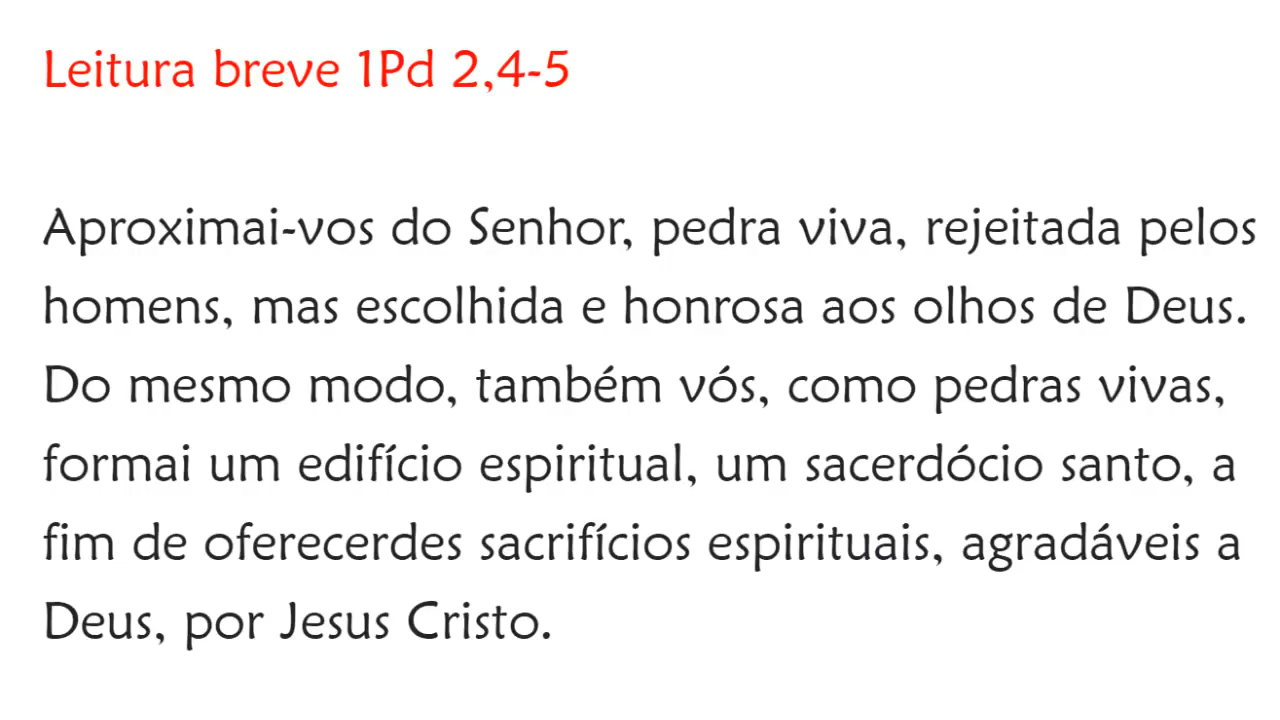 Leitura breve 1Pd 2,4-5
Aproximai-vos do Senhor, pedra viva, rejeitada pelos
homens, mas escolhida e honrosa aos olhos de Deus.
Do mesmo modo, também vós, como pedras vivas,
formai um edifício espiritual, um sacerdócio santo, a
fim de oferecerdes sacrifícios espirituais, agradáveis a
Deus, por Jesus Cristo.